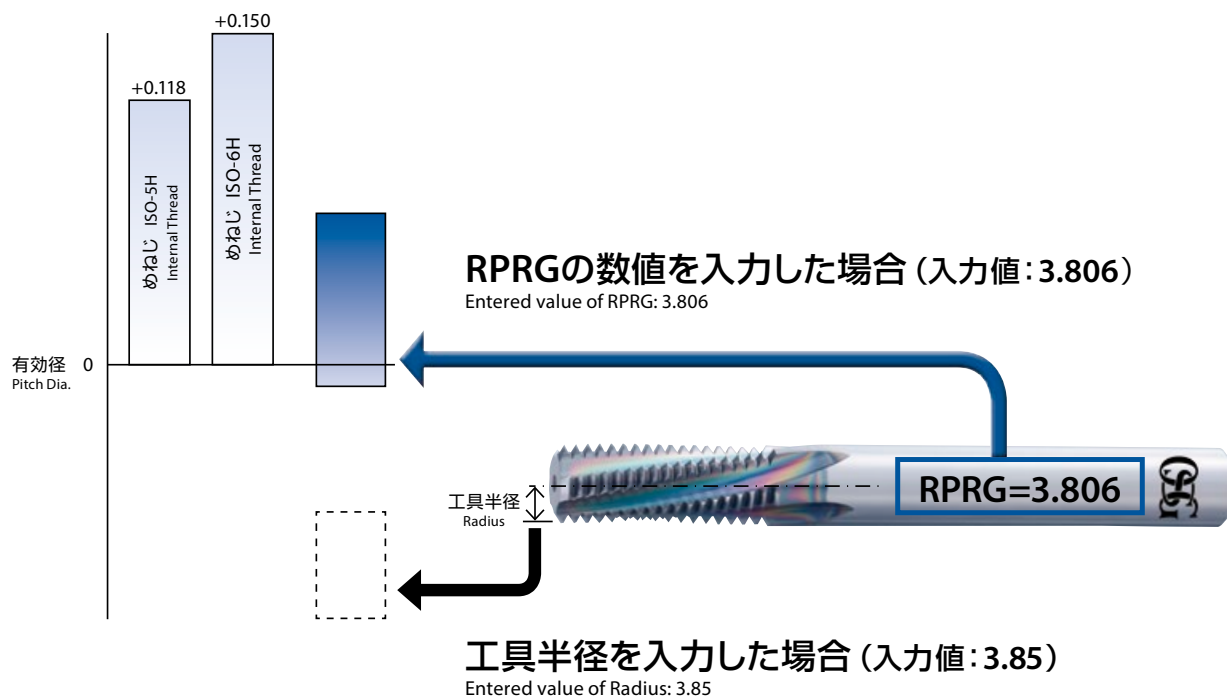 +0.150
+0.118
めねじ ISO-5H
Internal Thread
めねじ ISO-6H
Internal Thread
RPRGの数値を入力した場合（入力値：3.806）
Entered value of RPRG: 3.806
有効径 0
Pitch Dia.
工具半径
Radius
RPRG=3.806
OSG
工具半径を入力した場合（入力値：3.85）
Entered value of Radius: 3.85